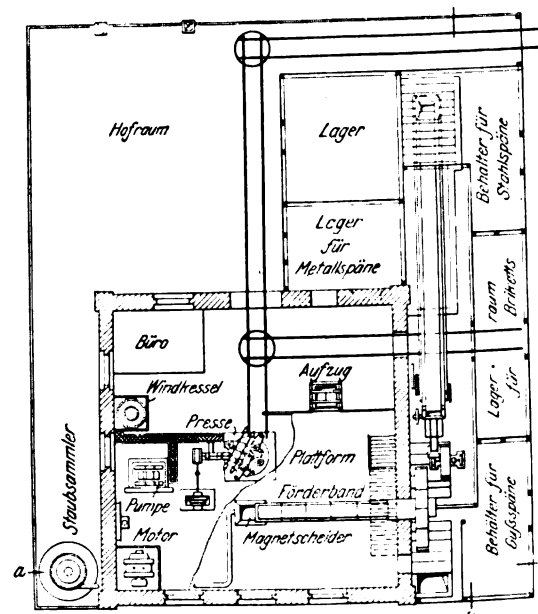 Hofraum
Lager
Behälter für
Stahlspäne
Lager
für
Metallspäne
raum
Briketts
Büro
Aufzug
Windkessel
Lager-
für
Presse
Staubsammler
Plattform
Pumpe
Förderband
Behälter für
Gußspäne
Motor
Magnetscheider
a